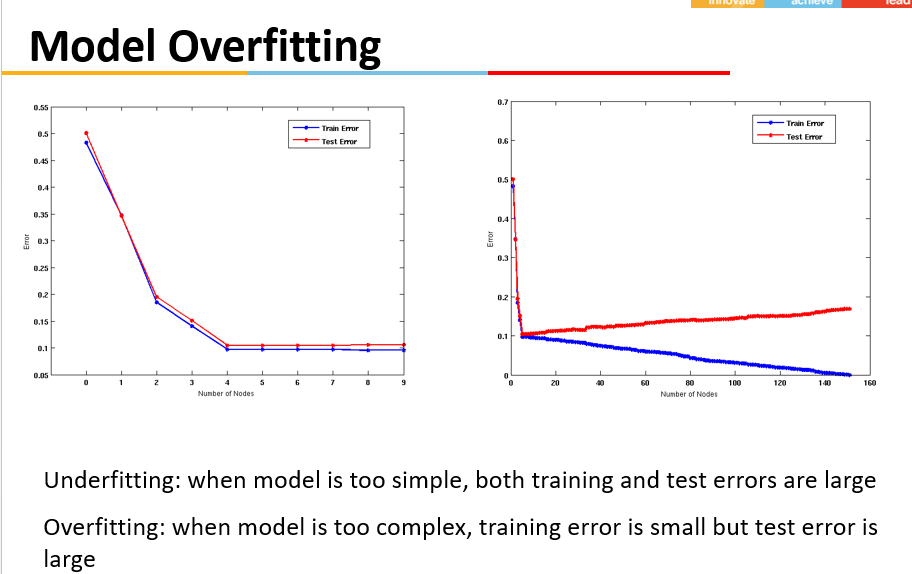 innovate achieve lead
Model Overfitting
0.55
0.5
0.45
0.4
0.35
0.3
0.25
0.2
0.15
0.1
0.05
Error
Train Error
Test Error
0 1 2 3 4 5 6 7 8 9
Number of Nodes
0.7
0.6
0.5
0.4
0.3
0.2
0.1
0
Error
Train Error
Test Error
0 20 40 60 80 100 120 140 160
Number of Nodes
Underfitting: when model is too simple, both training and test errors are large
Overfitting: when model is too complex, training error is small but test error is
large